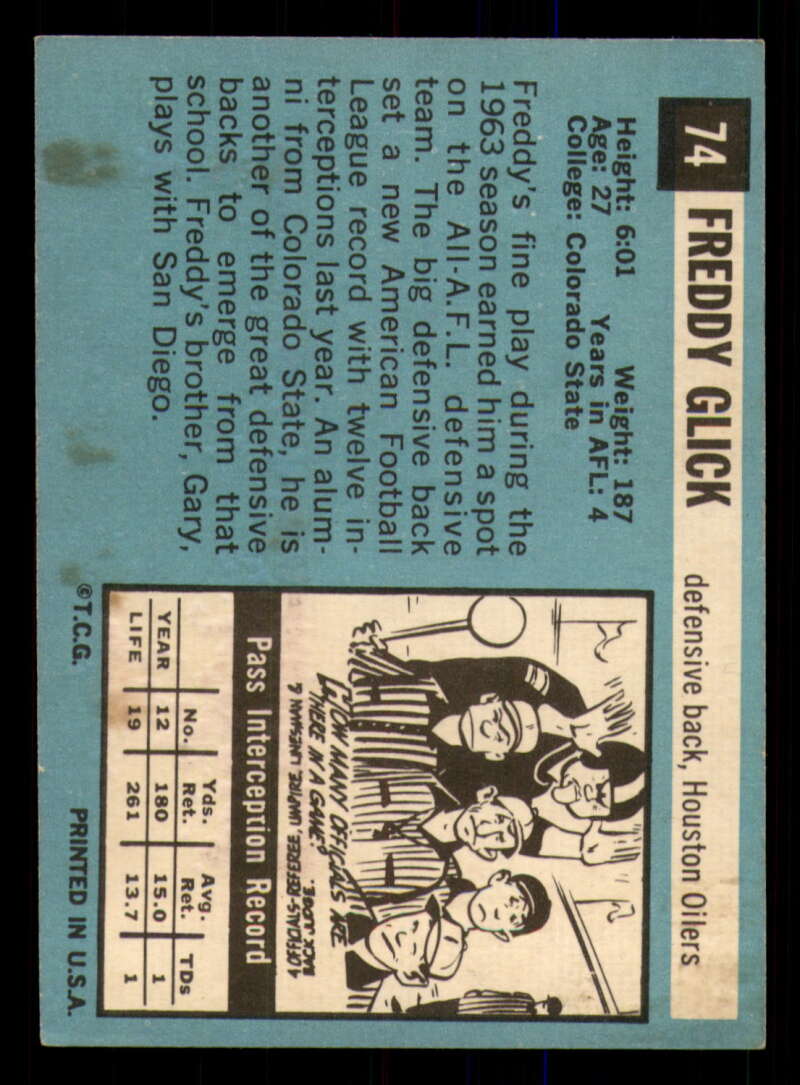 74 FREDDY GLICK defensive back, Houston Oilers
Height: 6:01 Weight: 187
Age: 27 Years in AFL: 4
College: Colorado State
Freddy's fine play during the
1963 season earned him a spot
on the All-A.F.L. defensive
team. The big defensive back
set a new American Football
League record with twelve in-
terceptions last year. An alum-
ni from Colorado State, he is
another of the great defensive
backs to emerge from that
school. Freddy's brother, Gary,
plays with San Diego.
HOW MANY OFFICIALS ARE
THERE IN A GAME?
4 OFFICIALS-REFEREE, UMPIRE, LINESMAN &
Pass Interception Record
No. Yds. Ret. Avg. Ret. TDs
YEAR 12 180 15.0 1
LIFE 19 261 13.7 1
©T.C.G. PRINTED IN U.S.A.